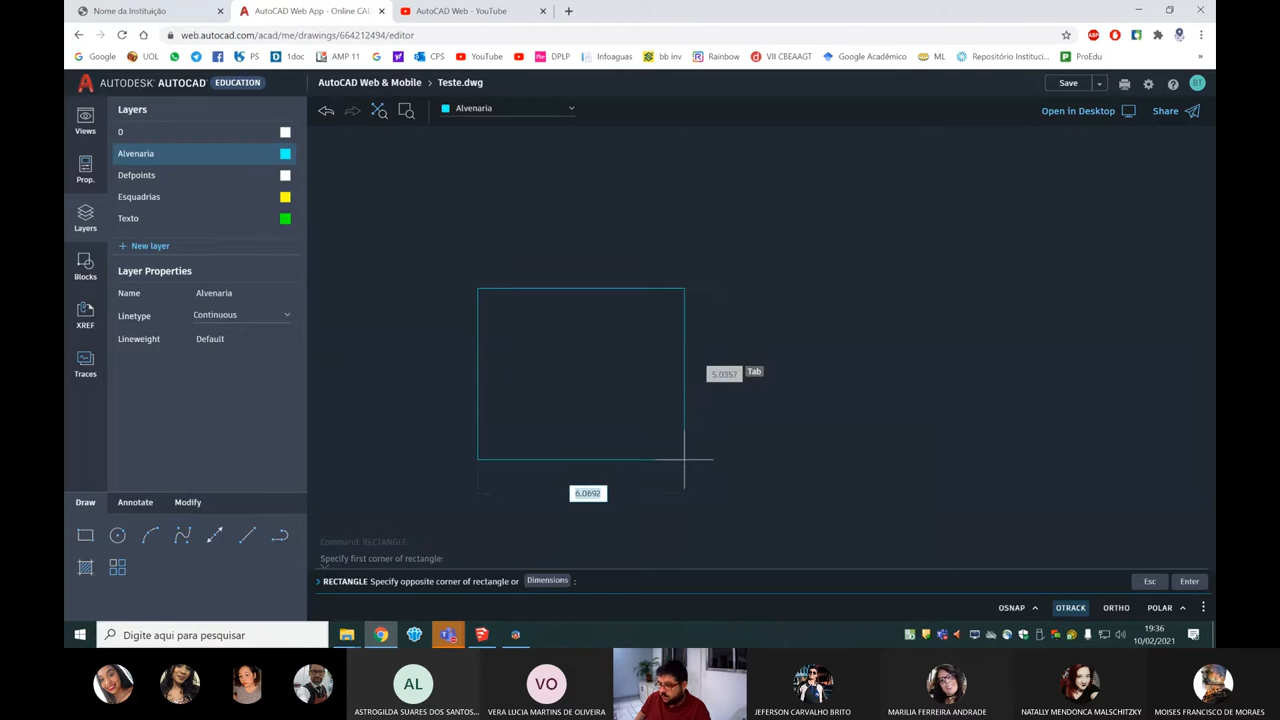 Nome da Instituição
AutoCAD Web App - Online CAD
AutoCAD Web - YouTube
web.autocad.com/acad/me/drawings/664212494/editor
Google
UOL
PS
1doc
AMP 11
CPS
YouTube
DPLP
Infoaguas
bb inv
Rainbow
VII CBEAAGT
Google Acadêmico
ML
Repositório Instituci...
ProEdu
AUTODESK AUTOCAD EDUCATION
AutoCAD Web & Mobile > Teste.dwg
Save
BT
Views
Prop.
Layers
Blocks
XREF
Traces
Layers
0
Alvenaria
Defpoints
Esquadrias
Texto
+ New layer
Layer Properties
Name Alvenaria
Linetype Continuous
Lineweight Default
Alvenaria
Open in Desktop
Share
5.0357 Tab
6.0692
Draw Annotate Modify
Command: RECTANGLE
Specify first corner of rectangle:
RECTANGLE Specify opposite corner of rectangle or Dimensions :
Esc Enter
OSNAP OTRACK ORTHO POLAR
Digite aqui para pesquisar
19:36
10/02/2021
AL
VO
ASTROGILDA SUARES DOS SANTOS...
VERA LUCIA MARTINS DE OLIVEIRA
JEFERSON CARVALHO BRITO
MARILIA FERREIRA ANDRADE
NATALLY MENDONCA MALSCHITZKY
MOISES FRANCISCO DE MORAES